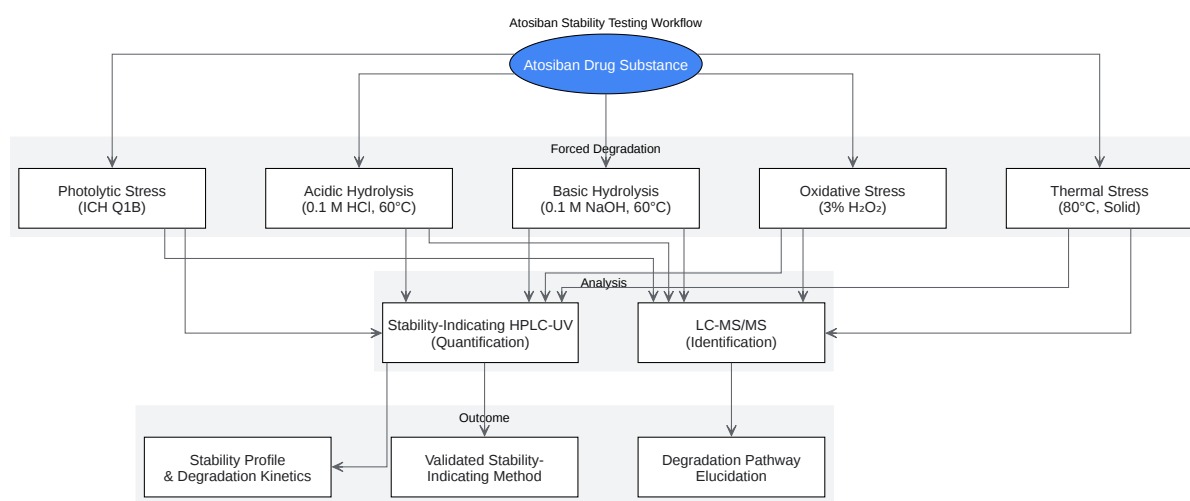 Atosiban Stability Testing Workflow
Atosiban Drug Substance
Forced Degradation
Photolytic Stress
(ICH Q1B)
Acidic Hydrolysis
(0.1 M HCl, 60°C)
Basic Hydrolysis
(0.1 M NaOH, 60°C)
Oxidative Stress
(3% H₂O₂)
Thermal Stress
(80°C, Solid)
Analysis
Stability-Indicating HPLC-UV
(Quantification)
LC-MS/MS
(Identification)
Outcome
Stability Profile
& Degradation Kinetics
Validated Stability-
Indicating Method
Degradation Pathway
Elucidation